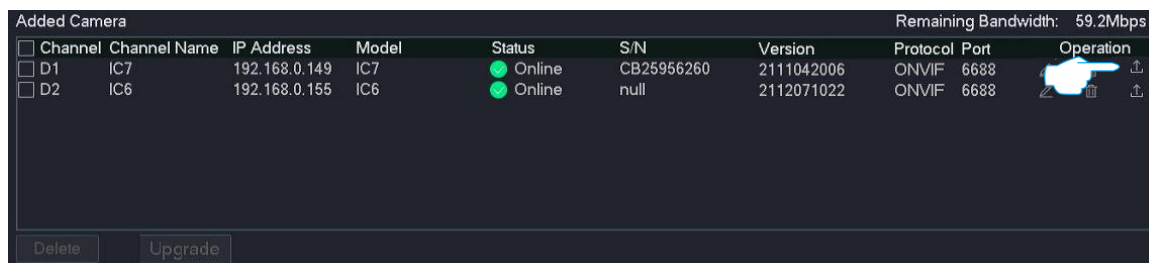 Added Camera Remaining Bandwidth: 59.2Mbps
Channel Channel Name IP Address Model Status S/N Version Protocol Port Operation
D1 IC7 192.168.0.149 IC7 Online CB25956260 2111042006 ONVIF 6688
D2 IC6 192.168.0.155 IC6 Online null 2112071022 ONVIF 6688
Delete Upgrade